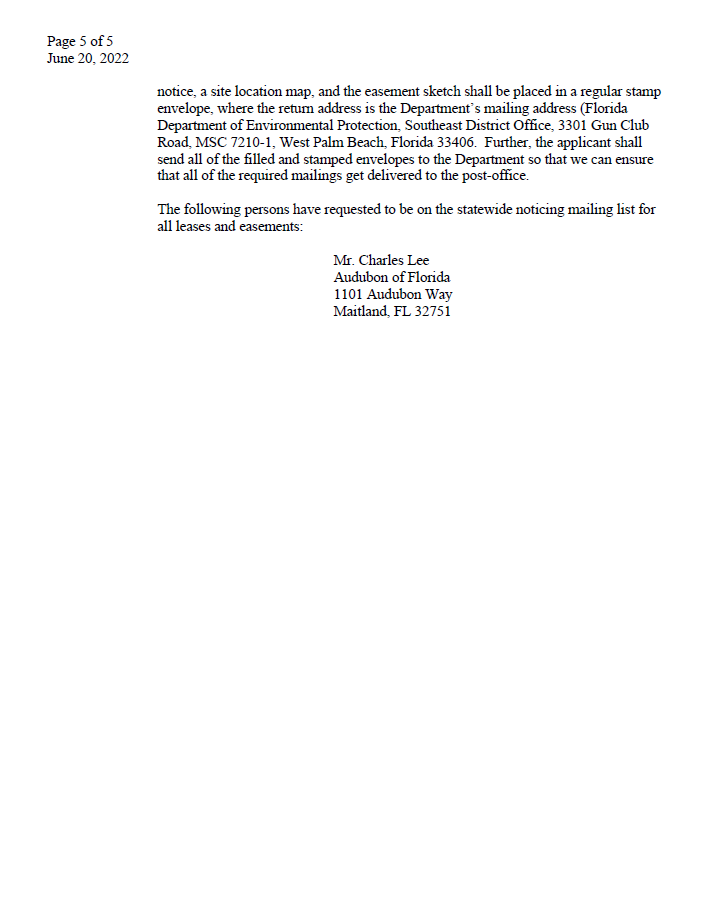 Page 5 of 5
June 20, 2022
notice, a site location map, and the easement sketch shall be placed in a regular stamp
envelope, where the return address is the Department's mailing address (Florida
Department of Environmental Protection, Southeast District Office, 3301 Gun Club
Road, MSC 7210-1, West Palm Beach, Florida 33406.  Further, the applicant shall
send all of the filled and stamped envelopes to the Department so that we can ensure
that all of the required mailings get delivered to the post-office.
The following persons have requested to be on the statewide noticing mailing list for
all leases and easements:
Mr. Charles Lee
Audubon of Florida
1101 Audubon Way
Maitland, FL 32751